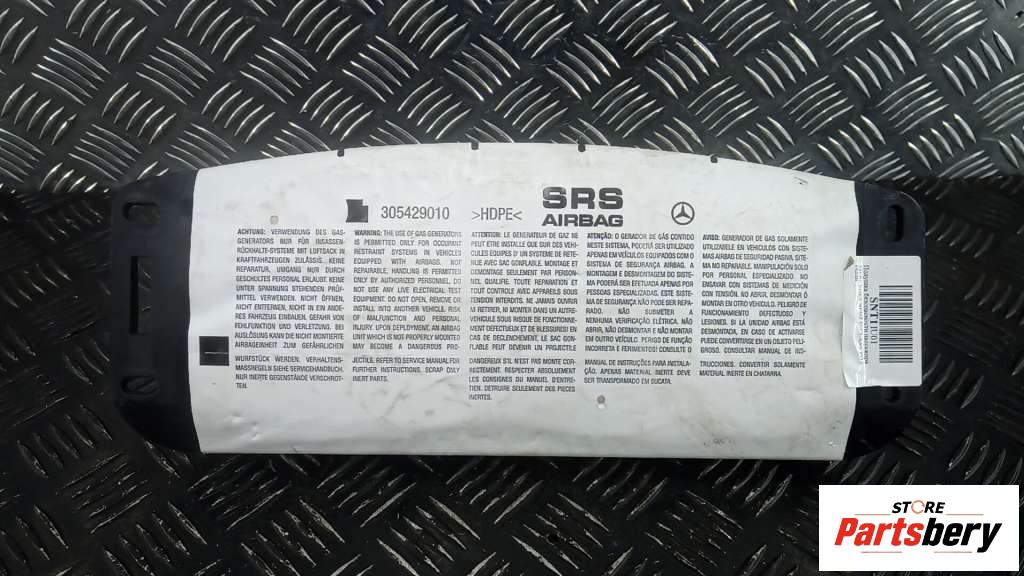 305429010 >HDPE< SRS
AIRBAG
ACHTUNG: VERWENDUNG DES GAS-
GENERATORS NUR FÜR INSASSEN-
RÜCKHALTE-SYSTEME MIT LUFTSACK IN
KRAFTFAHRZEUGEN ZULÄSSIG. KEINE
REPARATUR, UMGANG NUR DURCH
GESCHULTES PERSONAL ERLAUBT. KEINE
UNTER SPANNUNG STEHENDEN PRÜF-
MITTEL VERWENDEN. NICHT ÖFFNEN,
NICHT ENTFERNEN, NICHT IN EIN AN-
DERES FAHRZEUG EINBAUEN. GEFAHR VON
FEHLFUNKTION UND VERLETZUNG. BEI
AUSLÖSUNG KANN DIE NICHT MONTIERTE
AIRBAGEINHEIT ZUM GEFÄHRLICHEN
WURFSTÜCK WERDEN. VERHALTENS-
MASSREGELN SIEHE SERVICEHANDBUCH.
NUR INERTE GEGENSTÄNDE VERSCHROT-
TEN.
WARNING: THE USE OF GAS GENERATORS
IS PERMITTED ONLY FOR OCCUPANT
RESTRAINT SYSTEMS IN VEHICLES
EQUIPPED WITH AIRBAGS. NOT
REPAIRABLE, HANDLING IS PERMITTED
ONLY BY AUTHORIZED PERSONNEL. DO
NOT USE ANY LIVE ELECTRICAL TEST
EQUIPMENT. DO NOT OPEN, REMOVE OR
INSTALL INTO ANOTHER VEHICLE. RISK
OF MALFUNCTION AND PERSONAL
INJURY. UPON DEPLOYMENT, AN AIRBAG
UNIT WHICH IS NOT PROPERLY MOUNTED
MAY BECOME A DANGEROUS PRO-
JECTILE. REFER TO SERVICE MANUAL FOR
FURTHER INSTRUCTIONS, SCRAP ONLY
INERT PARTS.
ATTENTION: LE GENERATEUR DE GAZ NE
PEUT ETRE INSTALLE QUE SUR DES VEHI-
CULES EQUIPES D'UN SYSTEME DE RETE-
NUE AVEC SAC GONFLABLE. MONTAGE ET
DEMONTAGE SEULEMENT PAR PERSON-
NEL QUALIFIE. TOUTE REPARATION ET
TOUT CONTROLE AVEC APPAREILS SOUS
TENSION INTERDITS. NE JAMAIS OUVRIR
NI RETIRER, NI MONTER DANS UN AUTRE
VEHICULES SOUS RISQUE DE FONCTIONNE-
MENT DEFECTUEUX ET DE BLESSURES! EN
CAS DE DECLENCHEMENT, LE SAC GON-
FLABLE PEUT DEVENIR UN PROJECTILE
DANGEREUX S'IL N'EST PAS MONTE COR-
RECTEMENT. RESPECTER ABSOLUEMENT
LES CONSIGNES DU MANUEL D'ENTRE-
TIEN. DETRUIRE SEULEMENT DES PIECES
INERTES.
ATENÇÃO: O GERADOR DE GÁS CONTIDO
NESTE SISTEMA, PODERÁ SER UTILIZADO
APENAS EM VEÍCULOS EQUIPADOS COM O
SISTEMA DE SEGURANÇA AIRBAG. A
MONTAGEM E DESMONTAGEM DO SIST-
EMA PODERÁ SER EFETUADA APENAS POR
PESSOAS ESPECIALIZADAS. ESTE SIS-
TEMA DE SEGURANÇA NÃO PODE SER REPA-
RADO. NÃO SUBMETER A
NENHUMA VERIFICAÇÃO ELÉTRICA. NÃO
ABRIR, NÃO DESMONTAR E NÃO MONTAR
EM OUTRO VEÍCULO. PERIGO DE FUNÇÃO
INCORRETA E FERIMENTOS! CONSULTE O
MANUAL DE INSTRUÇÕES PARA INSTALA-
ÇÃO. APENAS MATERIAL INERTE DEVE
SER TRANSFORMADO EM SUCATA.
AVISO: GENERADOR DE GAS SOLAMENTE
UTILIZABLE EN VEHICULOS CON SISTE-
MAS AIRBAG DE SEGURIDAD PASIVA. SITE-
MA NO REPARABLE. MANIPULACIÓN SOLO
POR PERSONAL ESPECIALIZADO. NO
ENSAYAR CON SISTEMAS DE MEDICIÓN
CON TENSIÓN. NO ABRIR, DESMONTAR Ó
MONTAR EN OTRO VEHICULO. PELIGRO DE
FUNCIONAMIENTO DEFECTUOSO Y
LESIONES. SI LA UNIDAD AIRBAG ESTÁ
DESMONTADA, EN CASO DE ACTIVARSE
PUEDE CONVERTIRSE EN UN OBJETO PELI-
GROSO. CONSULTAR MANUAL DE INS-
TRUCCIONES. CONVERTIR SOLAMENTE
MATERIAL INERTE EN CHATARRA.
STORE
Partsbery